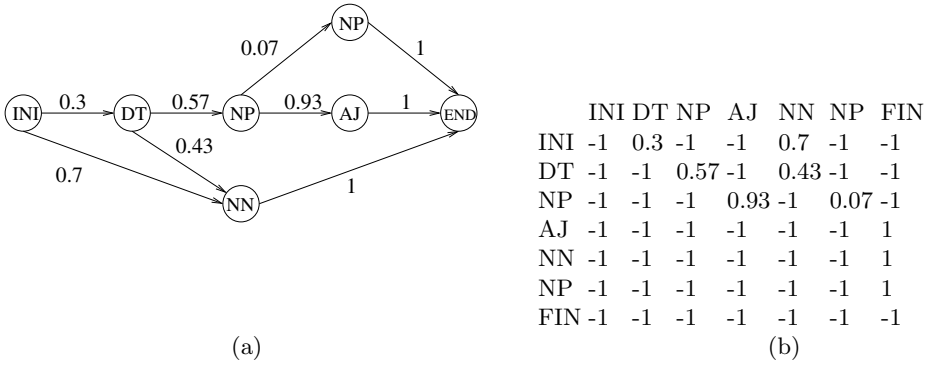 NP
0.07
1
INI
0.3
DT
0.57
NP
0.93
AJ
1
END
0.43
0.7
NN
1
(a)
INI DT NP AJ NN NP FIN
INI -1 0.3 -1 -1 0.7 -1 -1
DT -1 -1 0.57 -1 0.43 -1 -1
NP -1 -1 -1 0.93 -1 0.07 -1
AJ -1 -1 -1 -1 -1 -1 1
NN -1 -1 -1 -1 -1 -1 1
NP -1 -1 -1 -1 -1 -1 1
FIN -1 -1 -1 -1 -1 -1 -1
(b)